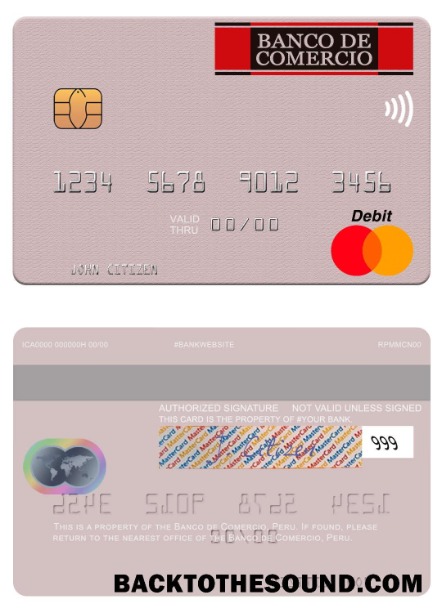 BANCO DE
COMERCIO
1234 5678 9012 3456
VALID
THRU 00/00
Debit
JOHN CITIZEN
ICA0000 000000H 00/00 #BANKWEBSITE RPMMCN00
AUTHORIZED SIGNATURE NOT VALID UNLESS SIGNED
THIS CARD IS THE PROPERTY OF #YOUR BANK
999
THIS IS A PROPERTY OF THE BANCO DE COMERCIO, PERU. IF FOUND, PLEASE
RETURN TO THE NEAREST OFFICE OF BANCO DE COMERCIO, PERU.
BACKTOTHESOUND.COM